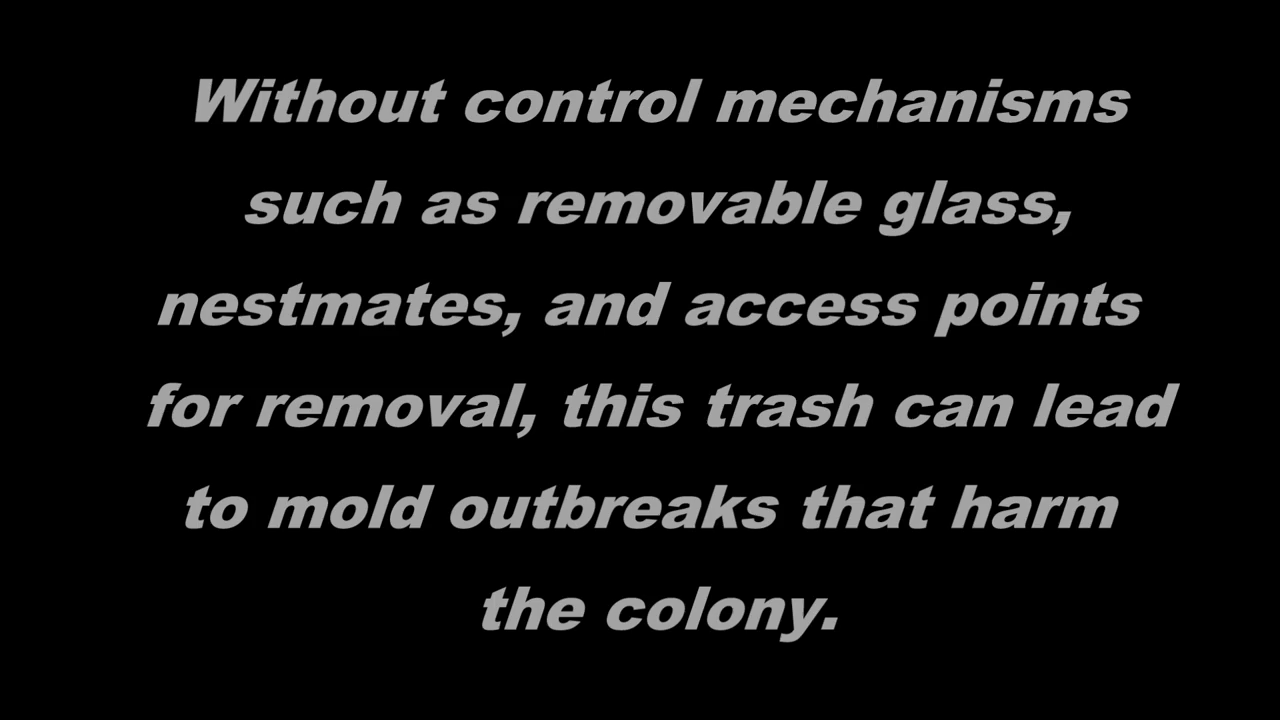 Without control mechanisms
such as removable glass,
nestmates, and access points
for removal, this trash can lead
to mold outbreaks that harm
the colony.